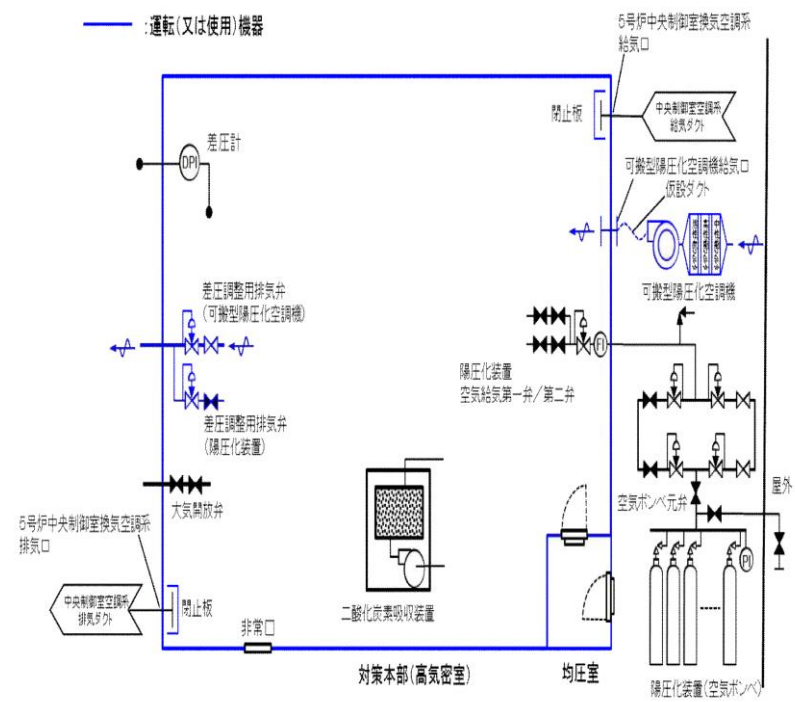 :運転(又は使用)機器
5号炉中央制御室換気空調系
給気口
閉止板
中央制御室空調系
給気ダクト
差圧計
DPI
可搬型陽圧化空調機給気口
仮設ダクト
可搬型陽圧化空調機
差圧調整用排気弁
(可搬型陽圧化空調機)
FI
陽圧化装置
空気給気第一弁/第二弁
差圧調整用排気弁
(陽圧化装置)
大気開放弁
空気ボンベ元弁
屋外
5号炉中央制御室換気空調系
排気口
PI
中央制御室空調系
排気ダクト
閉止板
二酸化炭素吸収装置
非常口
対策本部(高気密室)
均圧室
陽圧化装置(空気ボンベ)